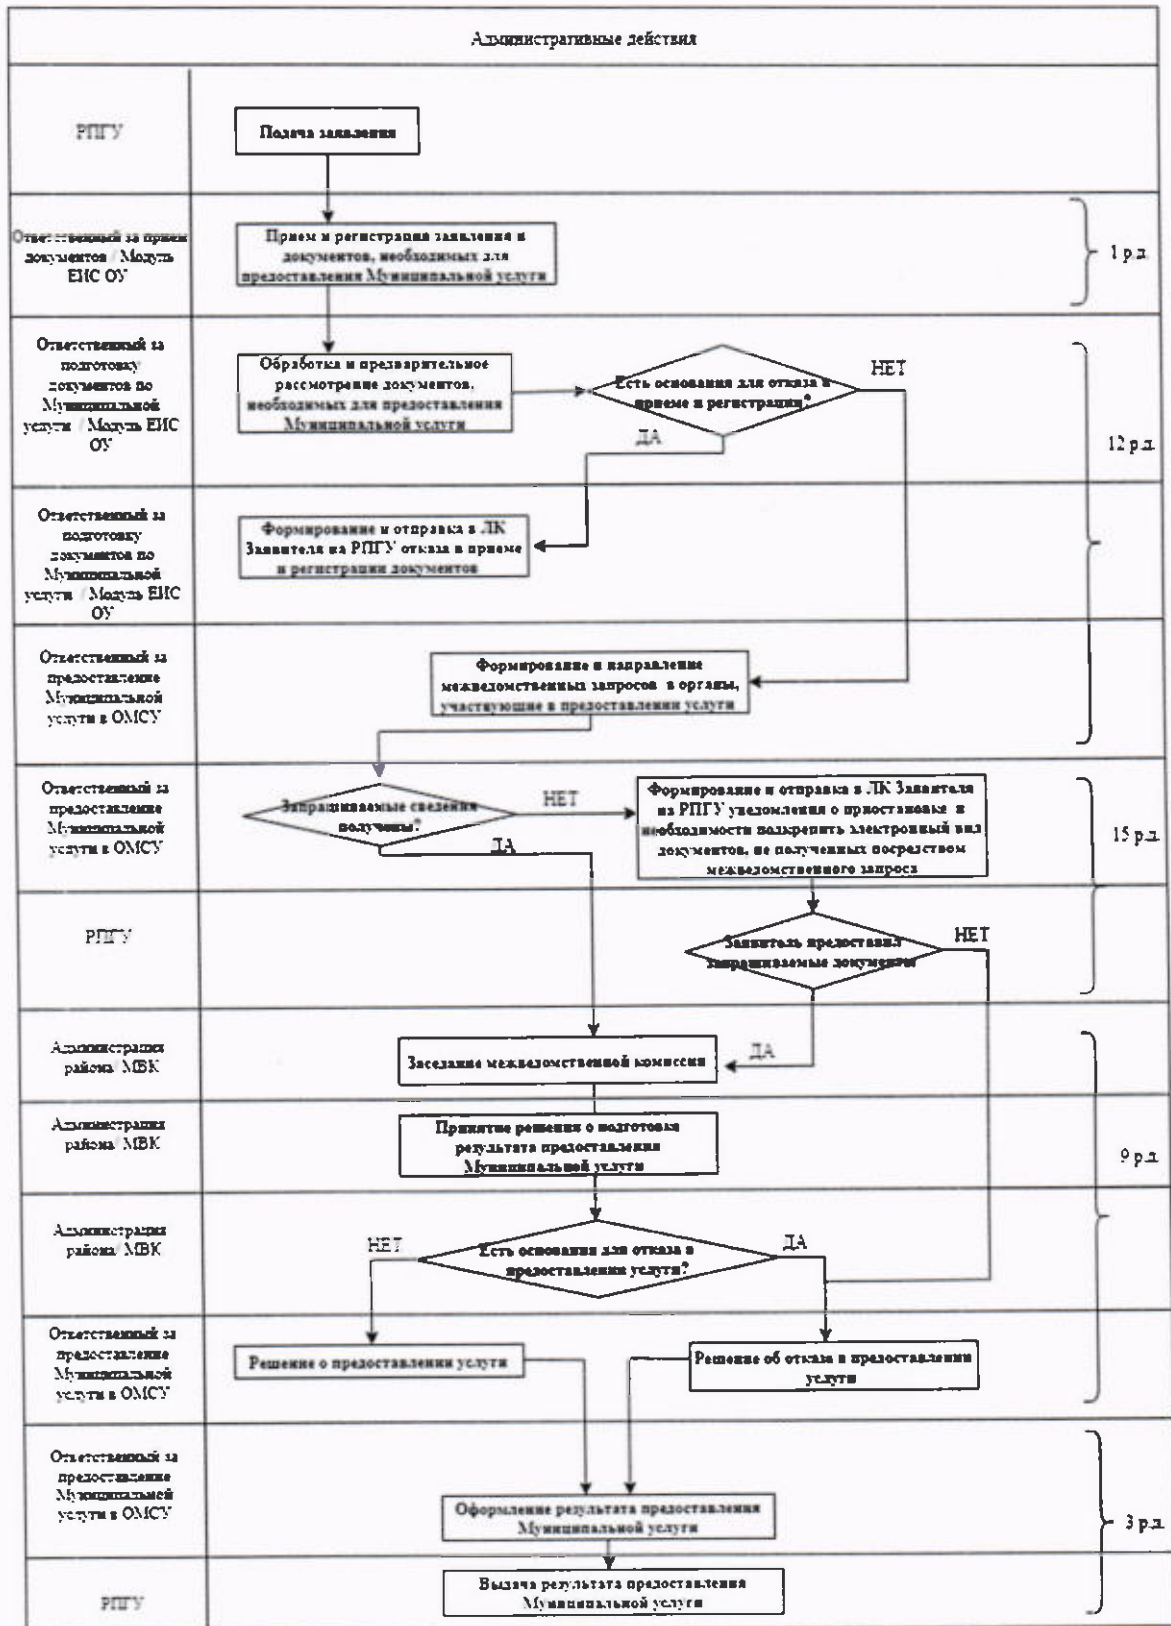 Административные действия
РПГУ
Подача заявления
Ответственный за прием
документов / Модуль
ЕИС ОУ
Прием и регистрация заявления и
документов, необходимых для
предоставления Муниципальной услуги
1 р.д.
Ответственный за
подготовку
документов по
Муниципальной
услуги / Модуль ЕИС
ОУ
Обработка и предварительное
рассмотрение документов,
необходимых для предоставления
Муниципальной услуги
Есть основания для отказа в
приеме и регистрации?
НЕТ
ДА
12 р.д.
Ответственный за
подготовку
документов по
Муниципальной
услуги / Модуль ЕИС
ОУ
Формирование и отправка в ЛК
Заявителя на РПГУ отказа в приеме
и регистрации документов
Ответственный за
предоставление
Муниципальной
услуги в ОМСУ
Формирование и направление
межведомственных запросов в органы,
участвующие в предоставлении услуги
Ответственный за
предоставление
Муниципальной
услуги в ОМСУ
Запрашиваемые сведения
получены?
НЕТ
ДА
Формирование и отправка в ЛК Заявителя
на РПГУ уведомления о приостановке и
необходимости подкрепить электронный вид
документов, не полученных посредством
межведомственного запроса
15 р.д.
РПГУ
Заявитель предоставил
запрашиваемые документы
НЕТ
Администрация
района/ МВК
Заседание межведомственной комиссии
ДА
Администрация
района/ МВК
Принятие решения о подготовке
результата предоставления
Муниципальной услуги
9 р.д.
Администрация
района/ МВК
НЕТ
Есть основания для отказа в
предоставлении услуги?
ДА
Ответственный за
предоставление
Муниципальной
услуги в ОМСУ
Решение о предоставлении услуги
Решение об отказа в предоставлении
услуги
Ответственный за
предоставление
Муниципальной
услуги в ОМСУ
Оформление результата предоставления
Муниципальной услуги
3 р.д.
РПГУ
Выдача результата предоставления
Муниципальной услуги